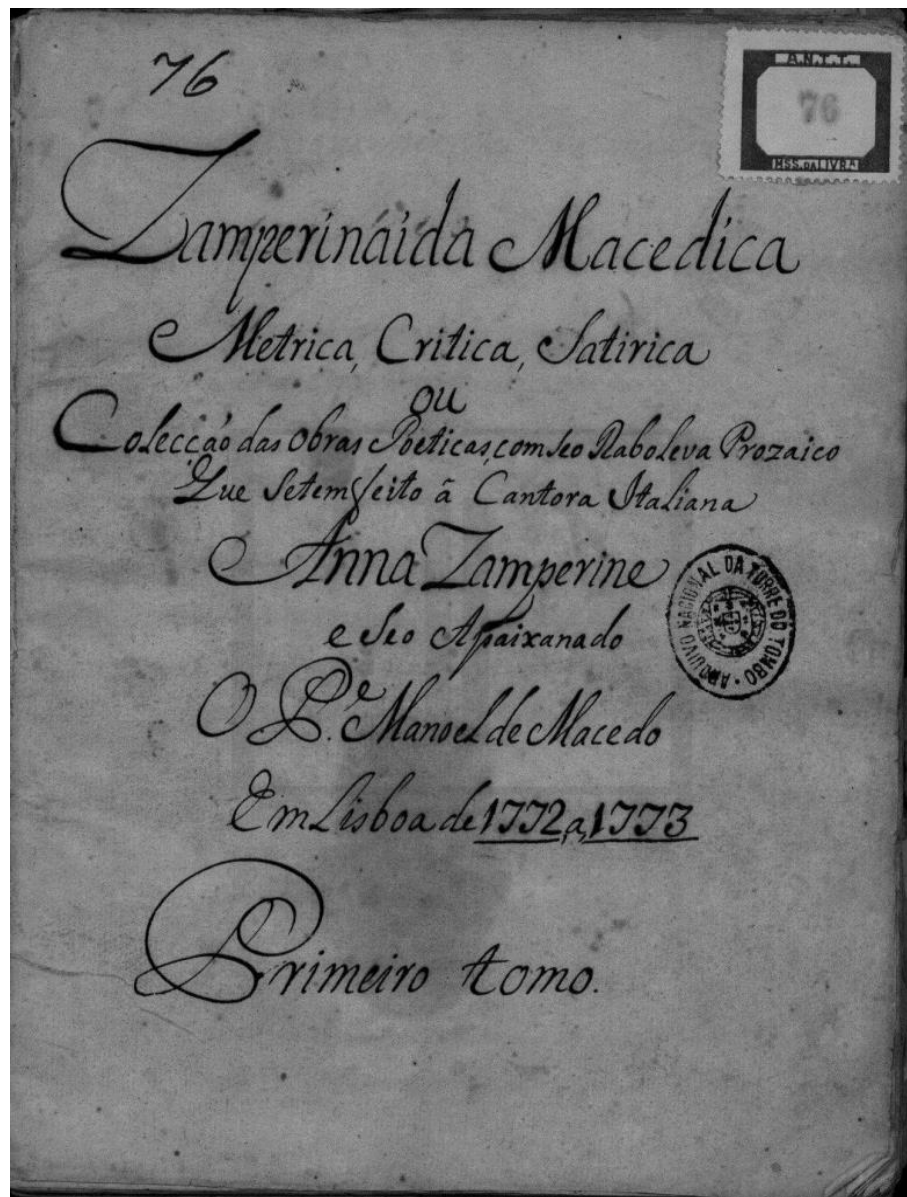 76
A.N.T.T.
76
MSS. DA LIVR.ª
Zamperináida Macedica
Metrica, Critica, Satirica
ou
Colecção das Obras Poeticas, com seo Raboleva Prozaico
Que se tem feito á Cantora Italiana
Anna Zamperine
e seo Apaixanado
O P.e Manoel de Macedo
Em Lisboa de 1772, a, 1773
Primeiro tomo.
ARQUIVO NACIONAL DA TORRE DO TOMBO